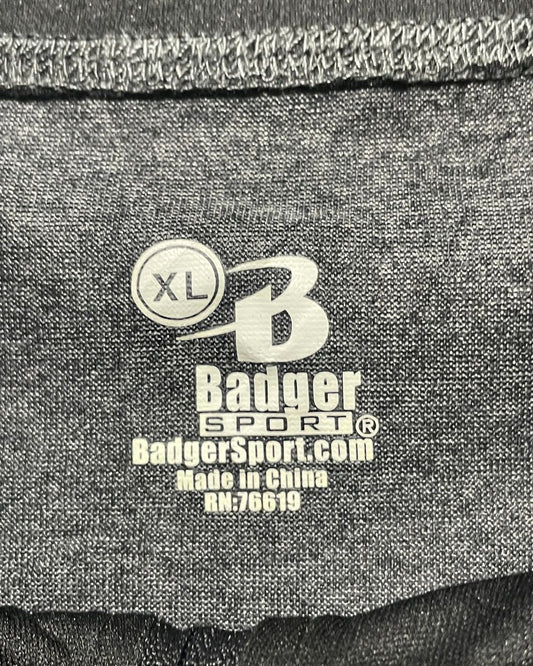 XL
B
Badger
SPORT®
BadgerSport.com
Made in China
RN:76619